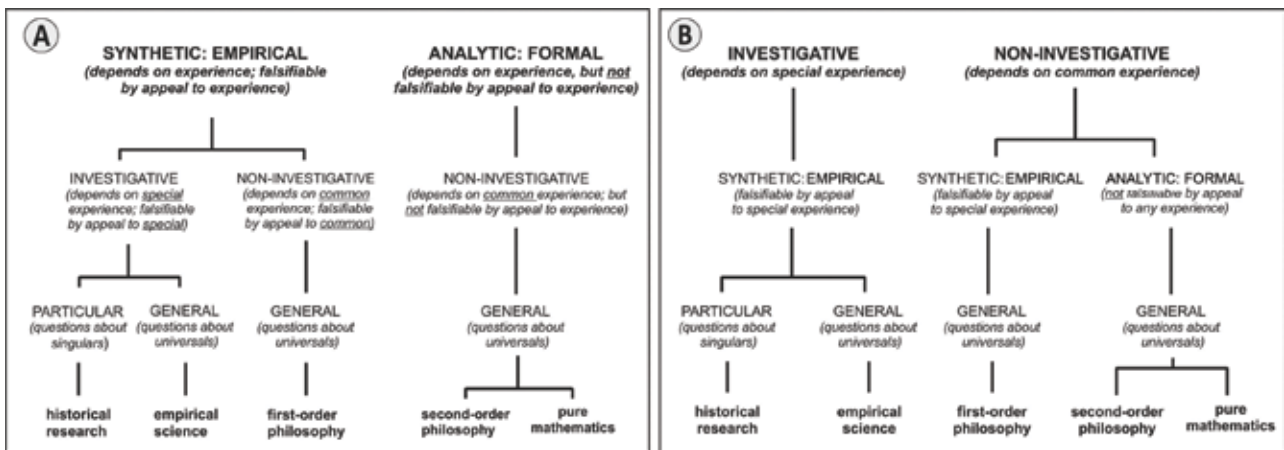 A
SYNTHETIC: EMPIRICAL
(depends on experience; falsifiable
by appeal to experience)
ANALYTIC: FORMAL
(depends on experience, but not
falsifiable by appeal to experience)
INVESTIGATIVE
(depends on special
experience; falsifiable
by appeal to special)
NON-INVESTIGATIVE
(depends on common
experience; falsifiable
by appeal to common)
NON-INVESTIGATIVE
(depends on common experience; but
not falsifiable by appeal to experience)
PARTICULAR
(questions about
singulars)
GENERAL
(questions about
universals)
GENERAL
(questions about
universals)
GENERAL
(questions about
universals)
historical
research
empirical
science
first-order
philosophy
second-order
philosophy
pure
mathematics
B
INVESTIGATIVE
(depends on special experience)
NON-INVESTIGATIVE
(depends on common experience)
SYNTHETIC: EMPIRICAL
(falsifiable by appeal
to special experience)
SYNTHETIC: EMPIRICAL
(falsifiable by appeal
to special experience)
ANALYTIC: FORMAL
(not falsifiable by appeal
to any experience)
PARTICULAR
(questions about
singulars)
GENERAL
(questions about
universals)
GENERAL
(questions about
universals)
GENERAL
(questions about
universals)
historical
research
empirical
science
first-order
philosophy
second-order
philosophy
pure
mathematics